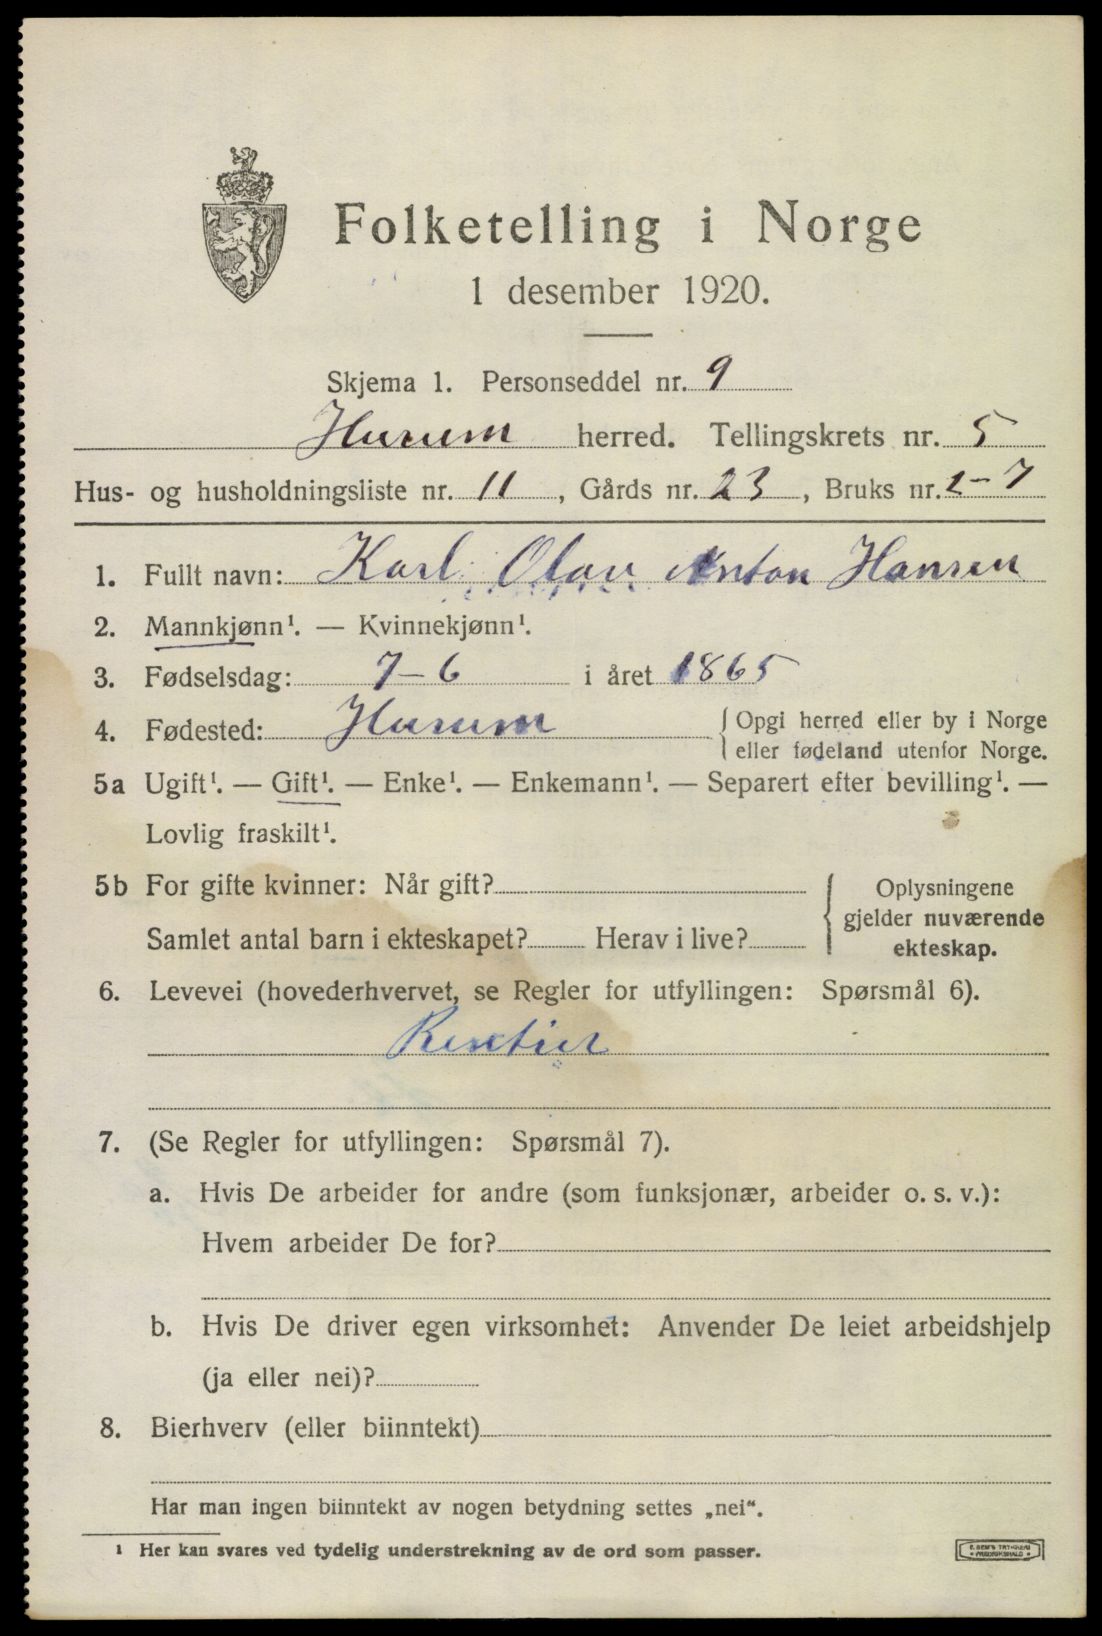 Folketelling i Norge
1 desember 1920.
Skjema 1. Personseddel nr. 9
Hurum herred. Tellingskrets nr. 5
Hus- og husholdningsliste nr. 11, Gårds nr. 23, Bruks nr. 2-7
1. Fullt navn: Karl Olav Anton Hansen
2. Mannkjønn¹. — Kvinnekjønn¹.
3. Fødselsdag: 7-6 i året 1865
4. Fødested: Hurum { Opgi herred eller by i Norge
eller fødeland utenfor Norge.
5a Ugift¹. — Gift¹. — Enke¹. — Enkemann¹. — Separert efter bevilling¹. —
Lovlig fraskilt¹.
5b For gifte kvinner: Når gift?
Samlet antal barn i ekteskapet? Herav i live?
Oplysningene
gjelder nuværende
ekteskap.
6. Levevei (hovederhvervet, se Regler for utfyllingen: Spørsmål 6).
7. (Se Regler for utfyllingen: Spørsmål 7).
a. Hvis De arbeider for andre (som funksjonær, arbeider o. s. v.):
Hvem arbeider De for?
b. Hvis De driver egen virksomhet: Anvender De leiet arbeidshjelp
(ja eller nei)?
8. Bierhverv (eller biinntekt)
Har man ingen biinntekt av nogen betydning settes „nei“.
¹ Her kan svares ved tydelig understrekning av de ord som passer.